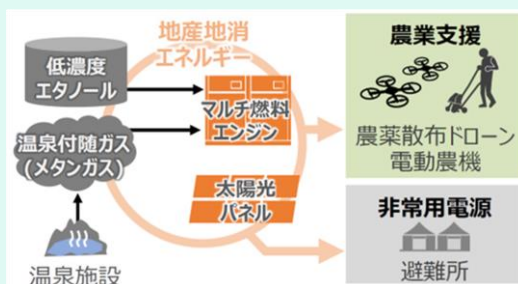 地産地消
エネルギー
低濃度
エタノール
温泉付随ガス
(メタンガス)
温泉施設
マルチ燃料
エンジン
太陽光
パネル
農業支援
農薬散布ドローン
電動農機
非常用電源
避難所